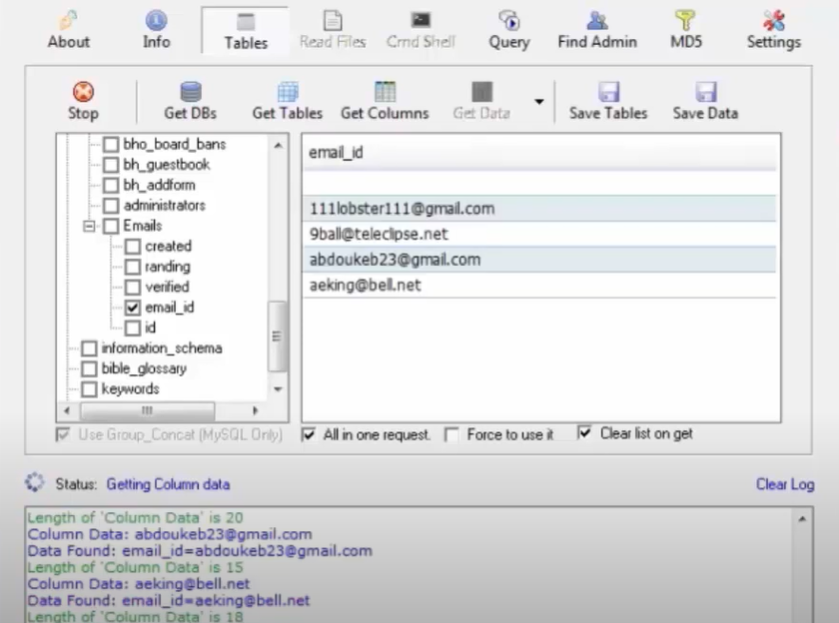 About Info Tables Read Files Cmd Shell Query Find Admin MD5 Settings
Stop Get DBs Get Tables Get Columns Get Data Save Tables Save Data
bho_board_bans
bh_guestbook
bh_addform
administrators
Emails
created
randing
verified
email_id
id
information_schema
bible_glossary
keywords
email_id
111lobster111@gmail.com
9ball@teleclipse.net
abdoukeb23@gmail.com
aeking@bell.net
Use Group_Concat (MySQL Only) All in one request. Force to use it Clear list on get
Status: Getting Column data Clear Log
Length of 'Column Data' is 20
Column Data: abdoukeb23@gmail.com
Data Found: email_id=abdoukeb23@gmail.com
Length of 'Column Data' is 15
Column Data: aeking@bell.net
Data Found: email_id=aeking@bell.net
Length of 'Column Data' is 18